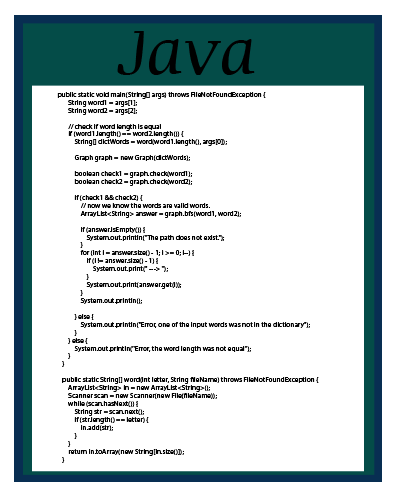 Java
public static void main(String[] args) throws FileNotFoundException {
String word1 = args[1];
String word2 = args[2];
// check if word length is equal
if (word1.length() == word2.length()) {
String[] dictWords = word(word1.length(), args[0]);
Graph graph = new Graph(dictWords);
boolean check1 = graph.check(word1);
boolean check2 = graph.check(word2);
if (check1 && check2) {
// now we know the words are valid words.
ArrayList<String> answer = graph.bfs(word1, word2);
if (answer.isEmpty()) {
System.out.println("The path does not exist.");
}
for (int i = answer.size() - 1; i >= 0; i--) {
if (i != answer.size() - 1) {
System.out.print(" ---> ");
}
System.out.print(answer.get(i));
}
System.out.println();
} else {
System.out.println("Error, one of the input words was not in the dictionary");
}
} else {
System.out.println("Error, the word length was not equal");
}
}
public static String[] word(int letter, String fileName) throws FileNotFoundException {
ArrayList<String> in = new ArrayList<String>();
Scanner scan = new Scanner(new File(fileName));
while (scan.hasNext()) {
String str = scan.next();
if (str.length() == letter) {
in.add(str);
}
}
return in.toArray(new String[in.size()]);
}